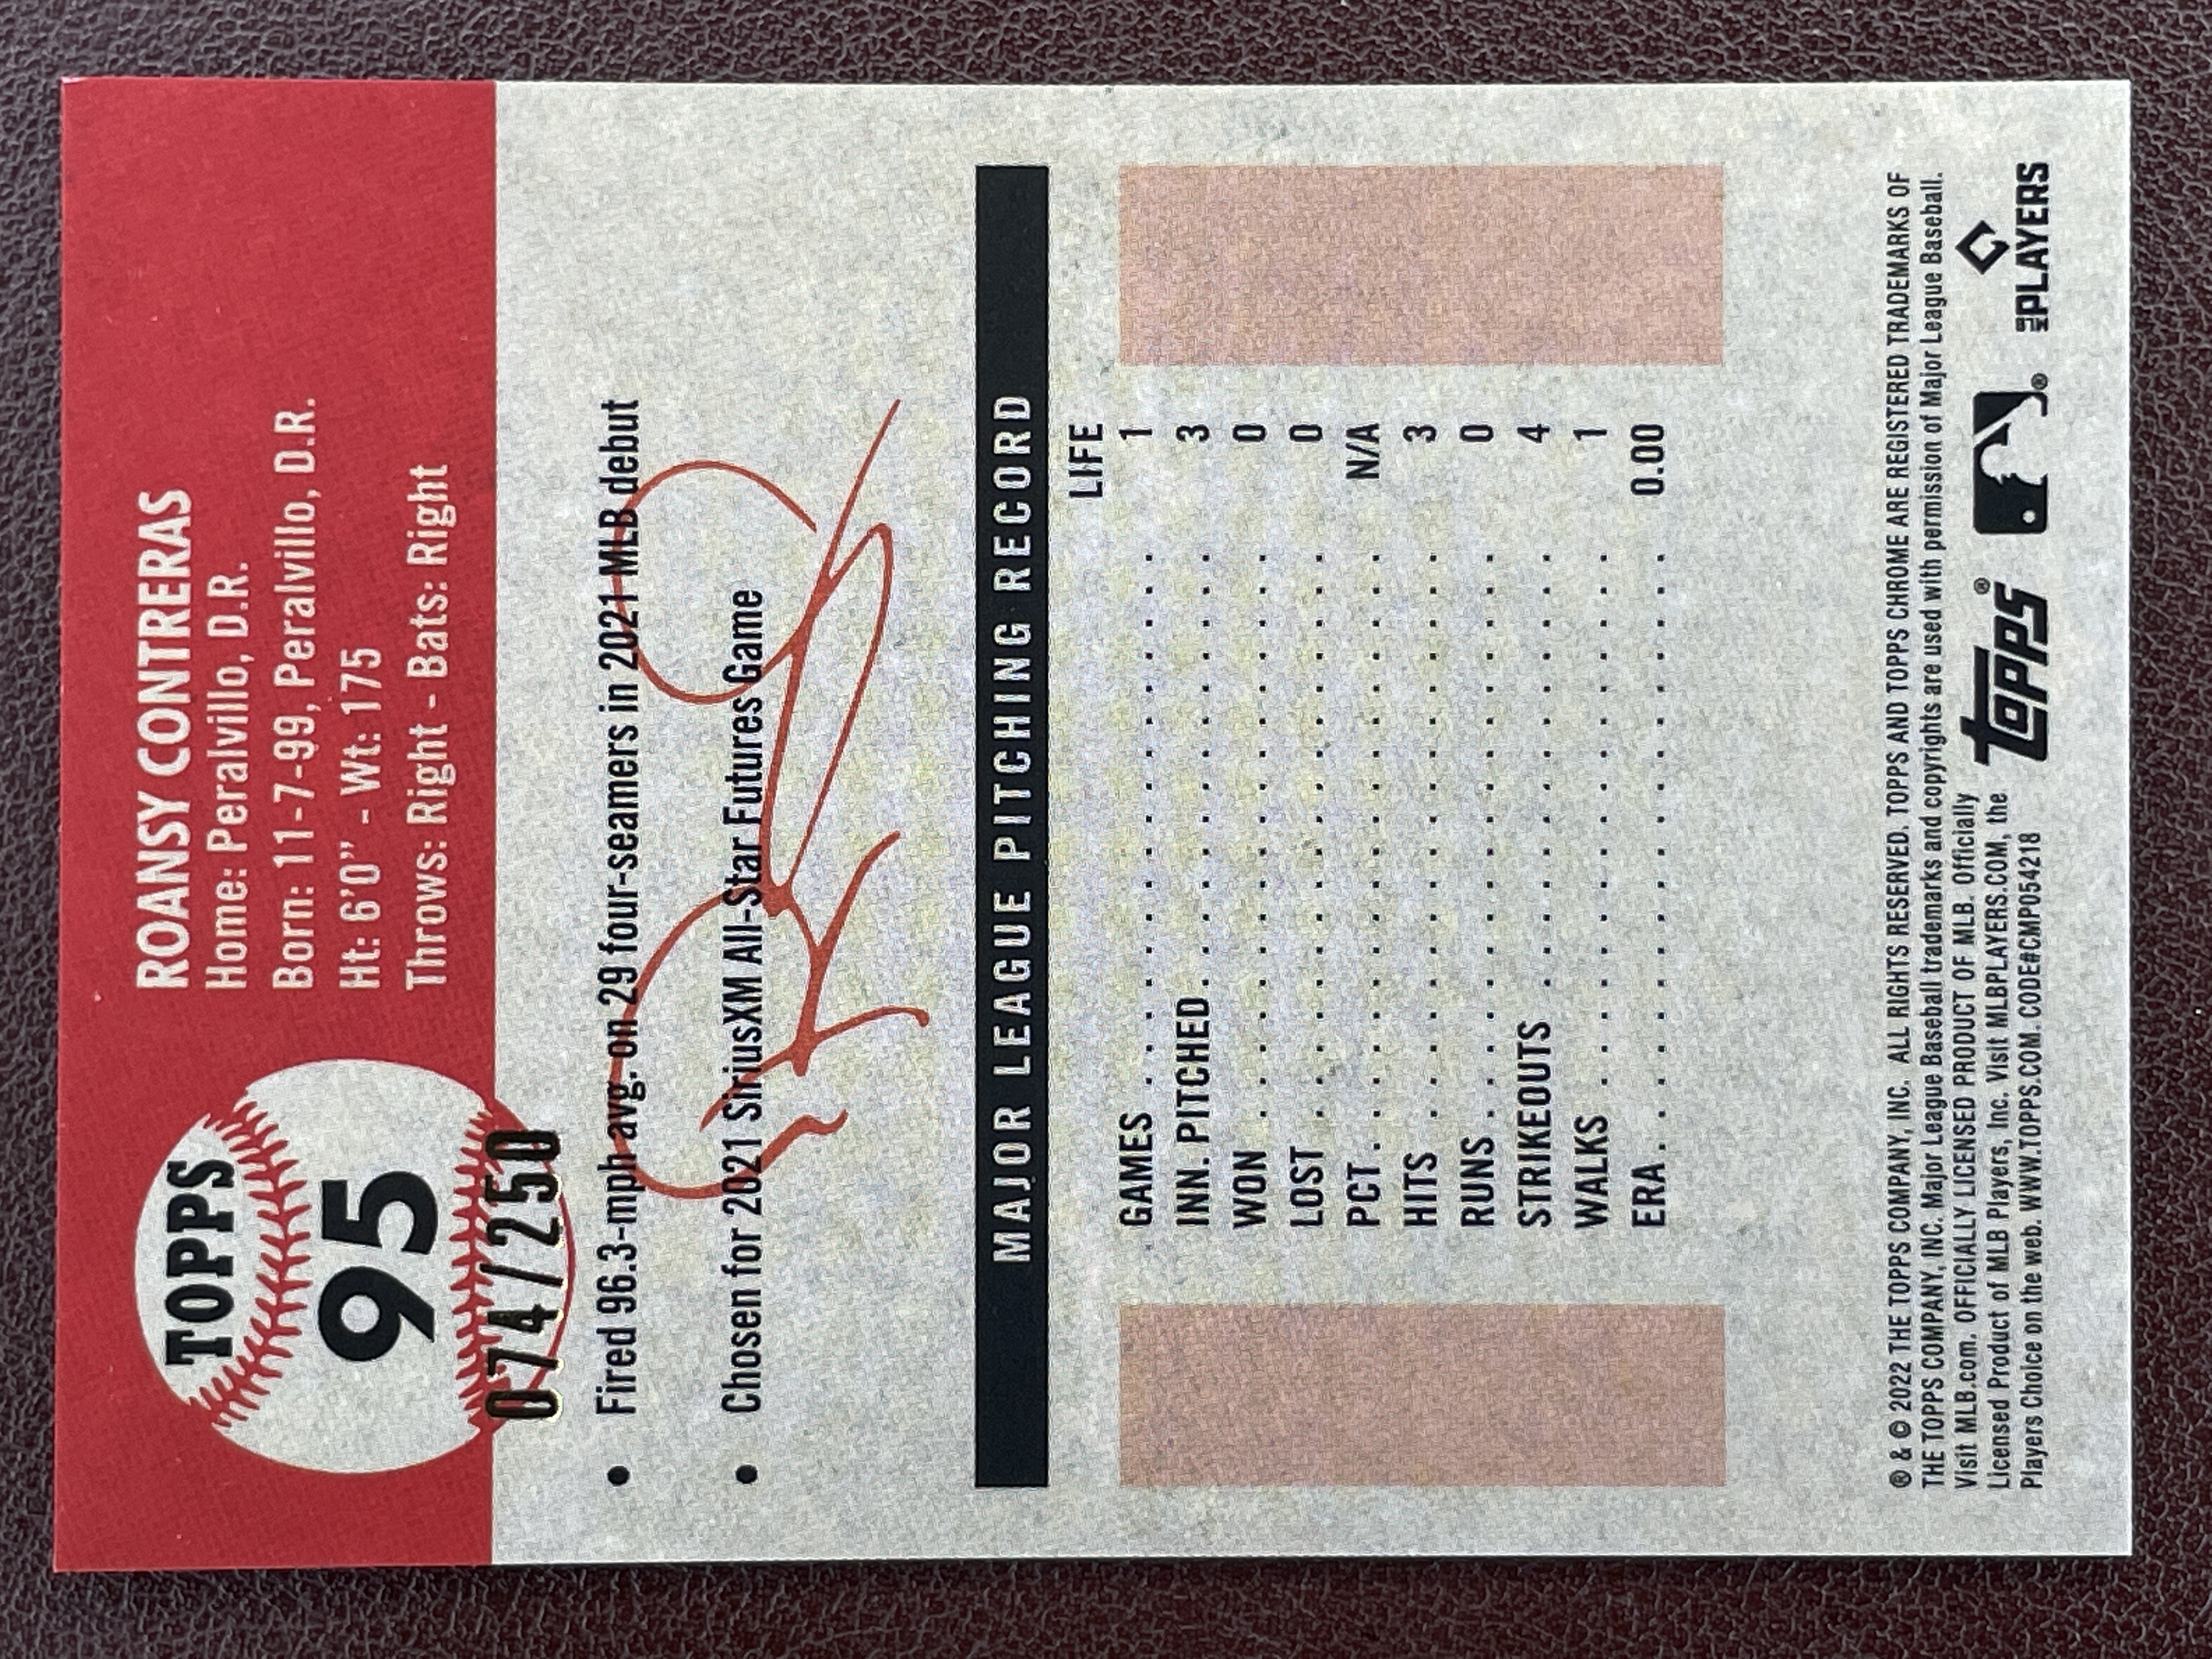 TOPPS
95
074/250
ROANSY CONTRERAS
Home: Peralvillo, D.R.
Born: 11-7-99, Peralvillo, D.R.
Ht: 6'0" - Wt: 175
Throws: Right - Bats: Right
• Fired 96.3-mph avg. on 29 four-seamers in 2021 MLB debut
• Chosen for 2021 SiriusXM All-Star Futures Game
MAJOR LEAGUE PITCHING RECORD
LIFE
GAMES . . . . . . . . . . . . . . 1
INN. PITCHED . . . . . . . . . . . . 3
WON . . . . . . . . . . . . . . . 0
LOST . . . . . . . . . . . . . . . 0
PCT . . . . . . . . . . . . . . . N/A
HITS . . . . . . . . . . . . . . . 3
RUNS . . . . . . . . . . . . . . . 0
STRIKEOUTS . . . . . . . . . . . . 4
WALKS . . . . . . . . . . . . . . 1
ERA . . . . . . . . . . . . . . . 0.00
® & © 2022 THE TOPPS COMPANY, INC. ALL RIGHTS RESERVED. TOPPS AND TOPPS CHROME ARE REGISTERED TRADEMARKS OF
THE TOPPS COMPANY, INC. Major League Baseball trademarks and copyrights are used with permission of Major League Baseball.
Visit MLB.com. OFFICIALLY LICENSED PRODUCT OF MLB. Officially
Licensed Product of MLB Players, Inc. Visit MLBPLAYERS.COM, the
Players Choice on the web. WWW.TOPPS.COM. CODE#CMP054218
Topps®
®
MLB PLAYERS